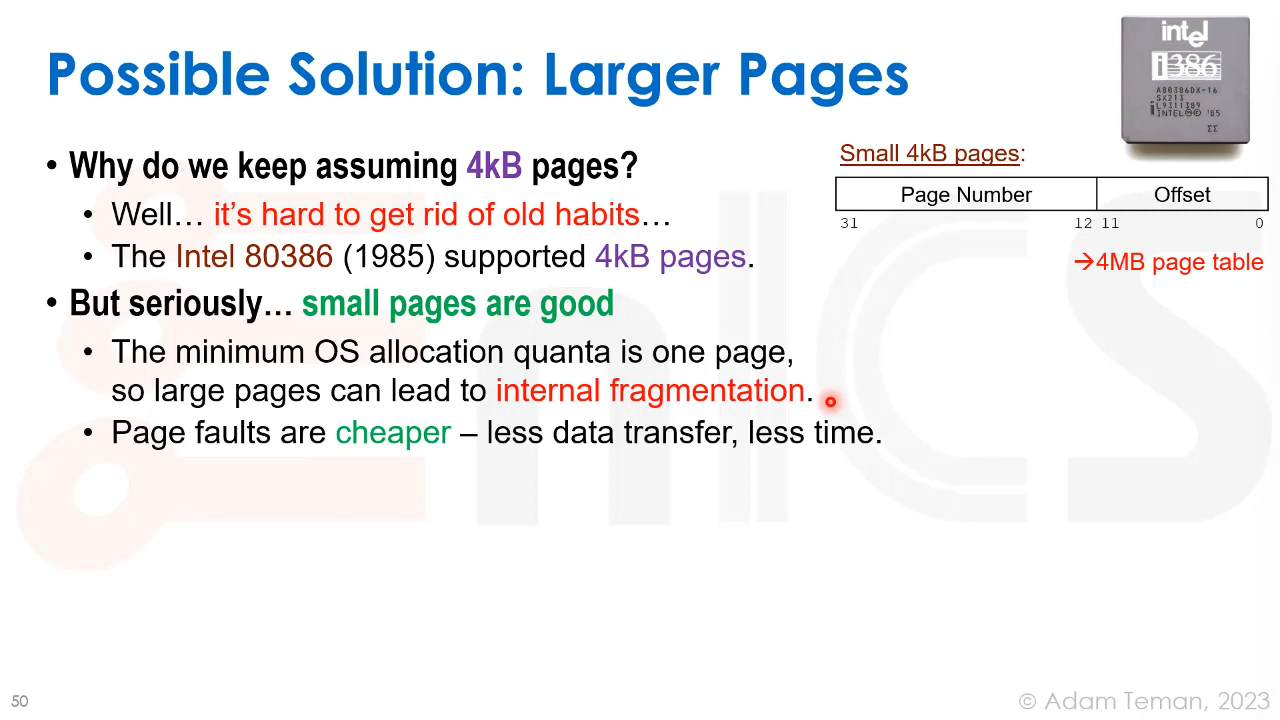 Possible Solution: Larger Pages
intel
i386
A80386DX-16
SX213
L9311389
INTEL Ⓜ © '85
ΣΣ
• Why do we keep assuming 4kB pages?
• Well… it's hard to get rid of old habits…
• The Intel 80386 (1985) supported 4kB pages.
• But seriously… small pages are good
• The minimum OS allocation quanta is one page,
so large pages can lead to internal fragmentation.
• Page faults are cheaper – less data transfer, less time.
Small 4kB pages:
Page Number Offset
31 12 11 0
→4MB page table
EnICS
50
© Adam Teman, 2023